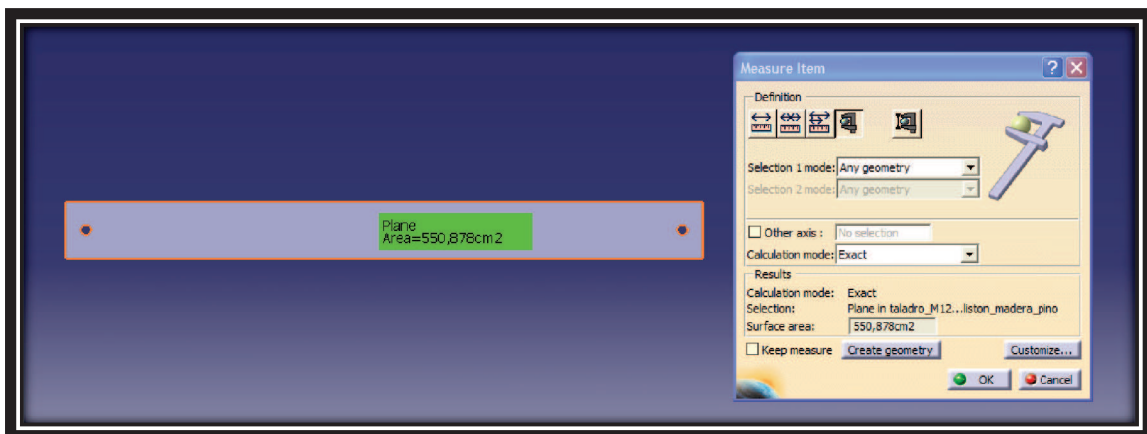 Plane
Area=550,878cm2
Measure Item
Definition
Selection 1 mode: Any geometry
Selection 2 mode: Any geometry
Other axis : No selection
Calculation mode: Exact
Results
Calculation mode: Exact
Selection: Plane in taladro_M12...liston_madera_pino
Surface area: 550,878cm2
Keep measure Create geometry Customize...
OK Cancel